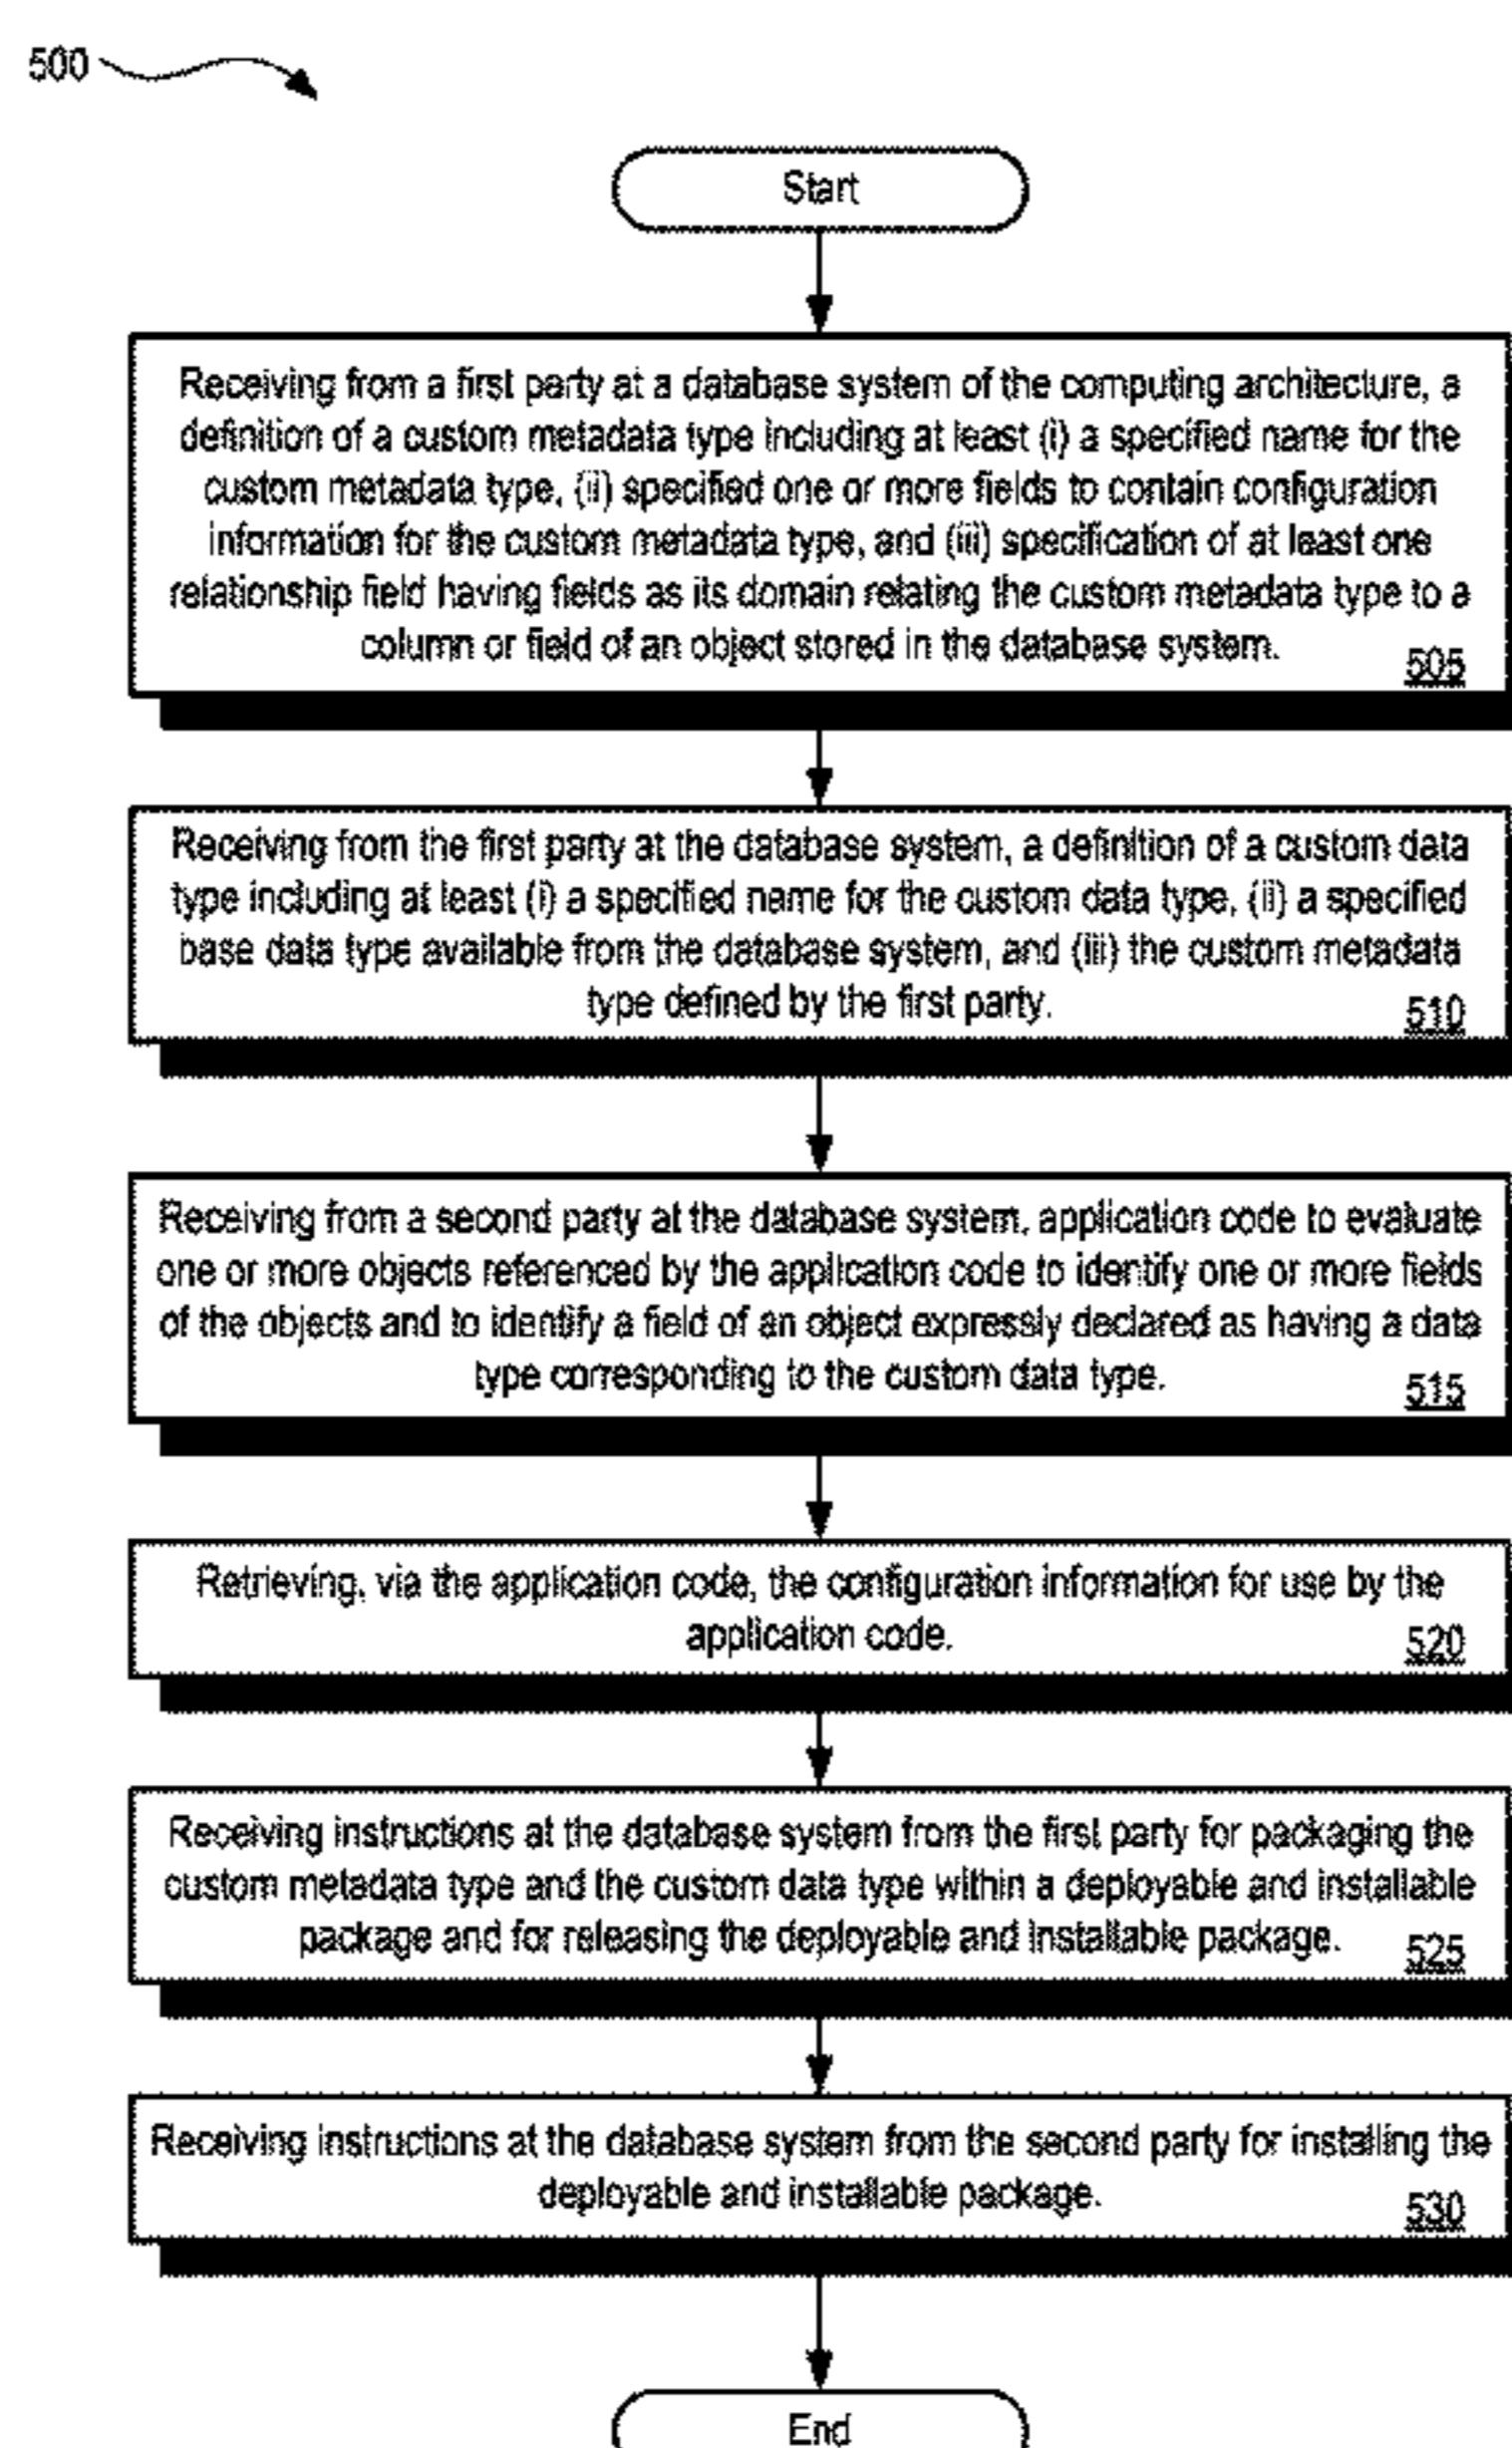 500
Start
Receiving from a first party at a database system of the computing architecture, a
definition of a custom metadata type including at least (i) a specified name for the
custom metadata type, (ii) specified one or more fields to contain configuration
information for the custom metadata type, and (iii) specification of at least one
relationship field having fields as its domain relating the custom metadata type to a
column or field of an object stored in the database system.
505
Receiving from the first party at the database system, a definition of a custom data
type including at least (i) a specified name for the custom data type, (ii) a specified
base data type available from the database system, and (iii) the custom metadata
type defined by the first party.
510
Receiving from a second party at the database system, application code to evaluate
one or more objects referenced by the application code to identify one or more fields
of the objects and to identify a field of an object expressly declared as having a data
type corresponding to the custom data type.
515
Retrieving, via the application code, the configuration information for use by the
application code.
520
Receiving instructions at the database system from the first party for packaging the
custom metadata type and the custom data type within a deployable and installable
package and for releasing the deployable and installable package.
525
Receiving instructions at the database system from the second party for installing the
deployable and installable package.
530
End